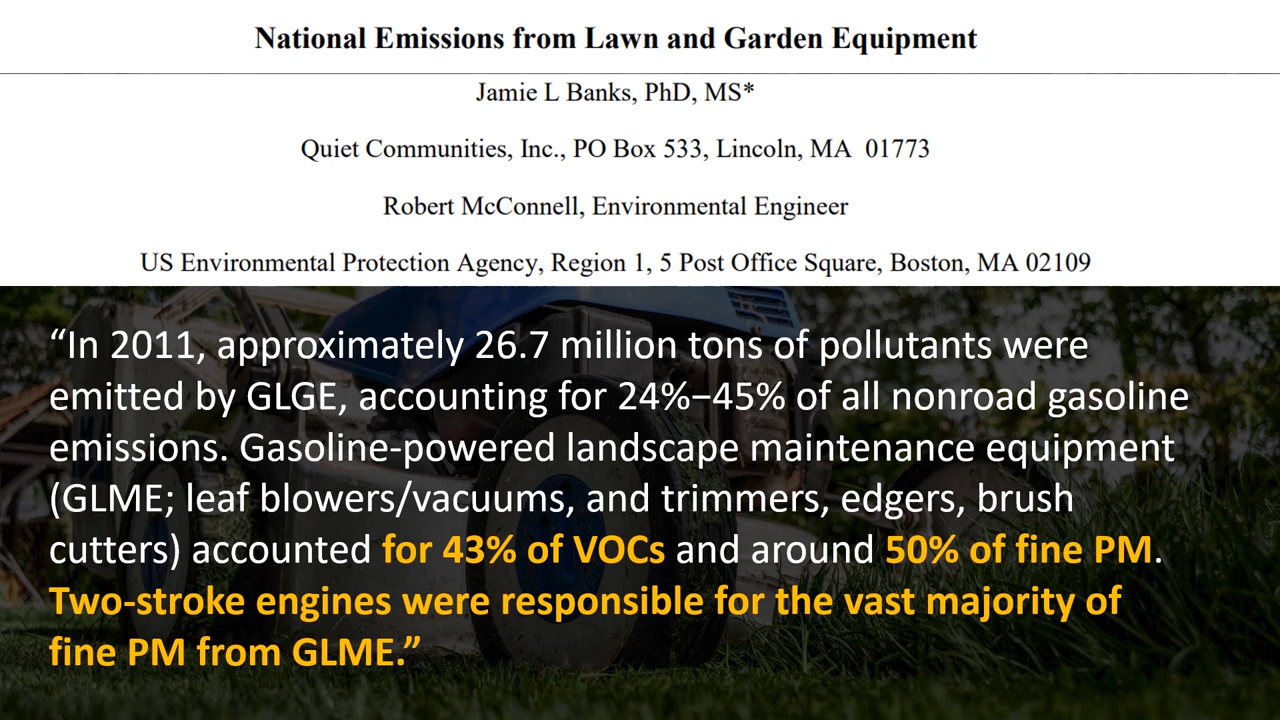 National Emissions from Lawn and Garden Equipment
Jamie L Banks, PhD, MS*
Quiet Communities, Inc., PO Box 533, Lincoln, MA 01773
Robert McConnell, Environmental Engineer
US Environmental Protection Agency, Region 1, 5 Post Office Square, Boston, MA 02109
“In 2011, approximately 26.7 million tons of pollutants were
emitted by GLGE, accounting for 24%−45% of all nonroad gasoline
emissions. Gasoline-powered landscape maintenance equipment
(GLME; leaf blowers/vacuums, and trimmers, edgers, brush
cutters) accounted for 43% of VOCs and around 50% of fine PM.
Two-stroke engines were responsible for the vast majority of
fine PM from GLME.”